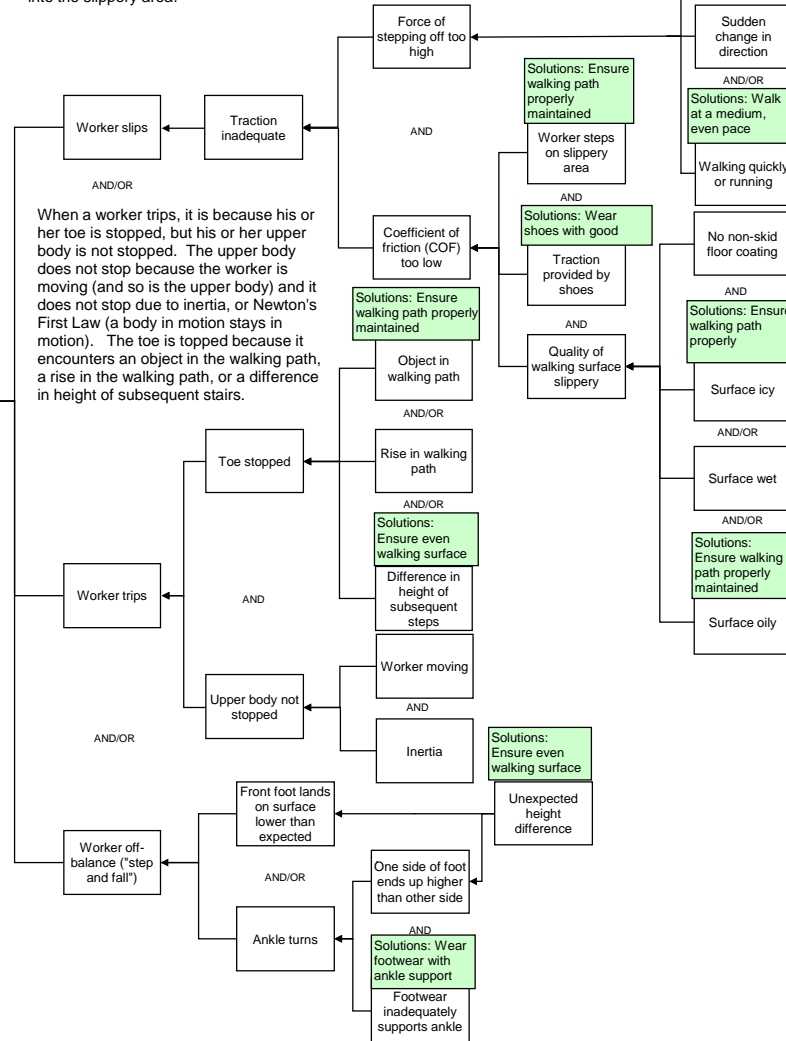 into the slippery area.
Force of
stepping off too
high
Sudden
change in
direction
AND/OR
Solutions: Walk
at a medium,
even pace
Walking quickly
or running
Solutions: Ensure
walking path
properly
maintained
Worker steps
on slippery
area
AND
Worker slips
Traction
inadequate
AND
AND/OR
When a worker trips, it is because his or
her toe is stopped, but his or her upper
body is not stopped. The upper body
does not stop because the worker is
moving (and so is the upper body) and it
does not stop due to inertia, or Newton's
First Law (a body in motion stays in
motion). The toe is topped because it
encounters an object in the walking path,
a rise in the walking path, or a difference
in height of subsequent stairs.
Coefficient of
friction (COF)
too low
Solutions: Wear
shoes with good
Traction
provided by
shoes
AND
Quality of
walking surface
slippery
No non-skid
floor coating
AND
Solutions: Ensure
walking path
properly
Surface icy
AND/OR
Surface wet
AND/OR
Solutions:
Ensure walking
path properly
maintained
Surface oily
Solutions: Ensure
walking path properly
maintained
Object in
walking path
AND/OR
Toe stopped
Rise in walking
path
AND/OR
Solutions:
Ensure even
walking surface
Difference in
height of
subsequent
steps
Worker trips
AND
Worker moving
Upper body not
stopped
AND
Inertia
AND/OR
Solutions:
Ensure even
walking surface
Unexpected
height
difference
Front foot lands
on surface
lower than
expected
Worker off-
balance ("step
and fall")
AND/OR
One side of foot
ends up higher
than other side
Ankle turns
AND
Solutions: Wear
footwear with
ankle support
Footwear
inadequately
supports ankle